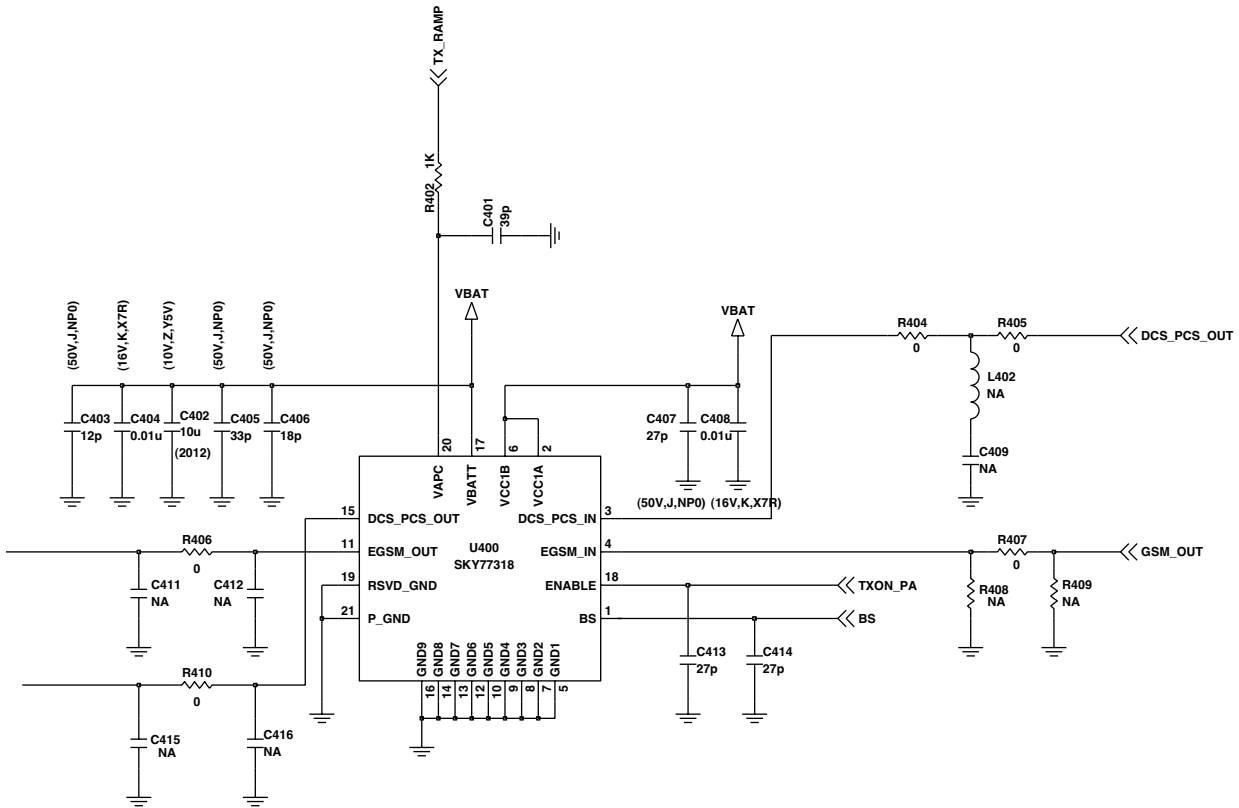 TX_RAMP
1K
R402
C401
39p
VBAT
VBAT
(50V,J,NP0)
(16V,K,X7R)
(10V,Z,Y5V)
(50V,J,NP0)
(50V,J,NP0)
R404
0
R405
0
DCS_PCS_OUT
L402
NA
C409
NA
C403
12p
C404
0.01u
C402
10u
(2012)
C405
33p
C406
18p
C407
27p
C408
0.01u
(50V,J,NP0)
(16V,K,X7R)
20
17
6
2
VAPC
VBATT
VCC1B
VCC1A
15
DCS_PCS_OUT
DCS_PCS_IN
3
11
EGSM_OUT
U400
SKY77318
EGSM_IN
4
19
RSVD_GND
ENABLE
18
21
P_GND
BS
1
GND9
GND8
GND7
GND6
GND5
GND4
GND3
GND2
GND1
16
14
13
12
10
9
8
7
5
R406
0
C411
NA
C412
NA
R410
0
C415
NA
C416
NA
R407
0
GSM_OUT
R408
NA
R409
NA
TXON_PA
BS
C413
27p
C414
27p